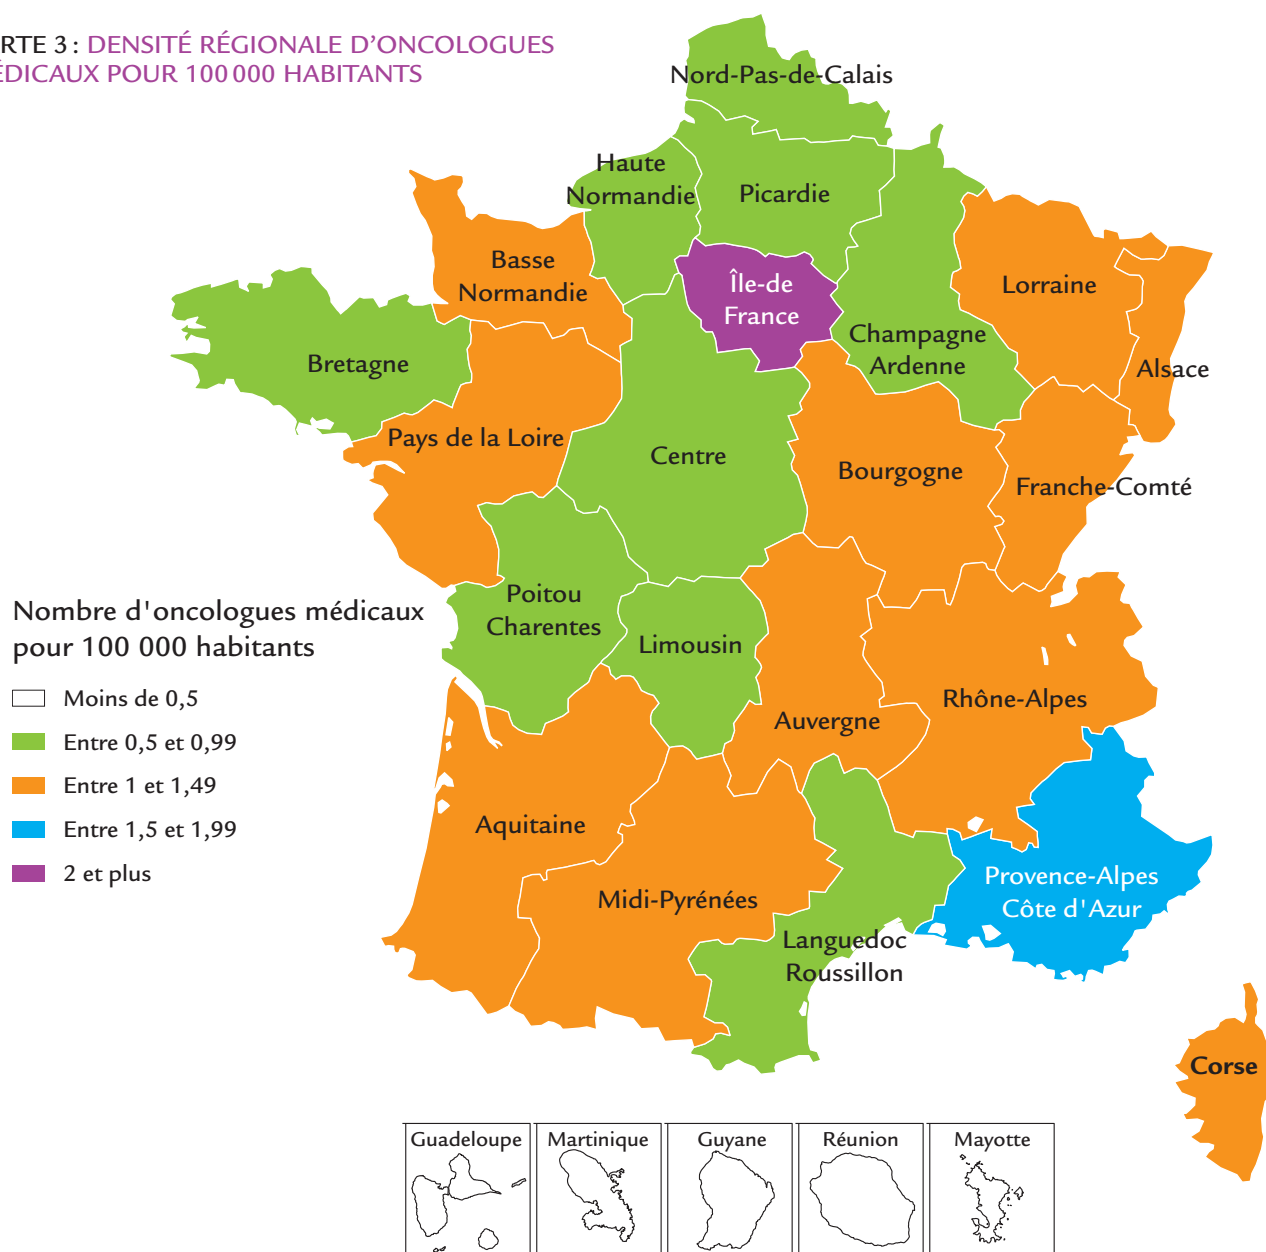 RTE 3 : DENSITÉ RÉGIONALE D'ONCOLOGUES
ÉDICAUX POUR 100 000 HABITANTS
Nord-Pas-de-Calais
Haute
Normandie
Picardie
Basse
Normandie
Île-de
France
Lorraine
Champagne
Ardenne
Alsace
Bretagne
Pays de la Loire
Centre
Bourgogne
Franche-Comté
Poitou
Charentes
Limousin
Auvergne
Rhône-Alpes
Nombre d'oncologues médicaux
pour 100 000 habitants
Moins de 0,5
Entre 0,5 et 0,99
Entre 1 et 1,49
Entre 1,5 et 1,99
2 et plus
Aquitaine
Midi-Pyrénées
Languedoc
Roussillon
Provence-Alpes
Côte d'Azur
Corse
Guadeloupe
Martinique
Guyane
Réunion
Mayotte